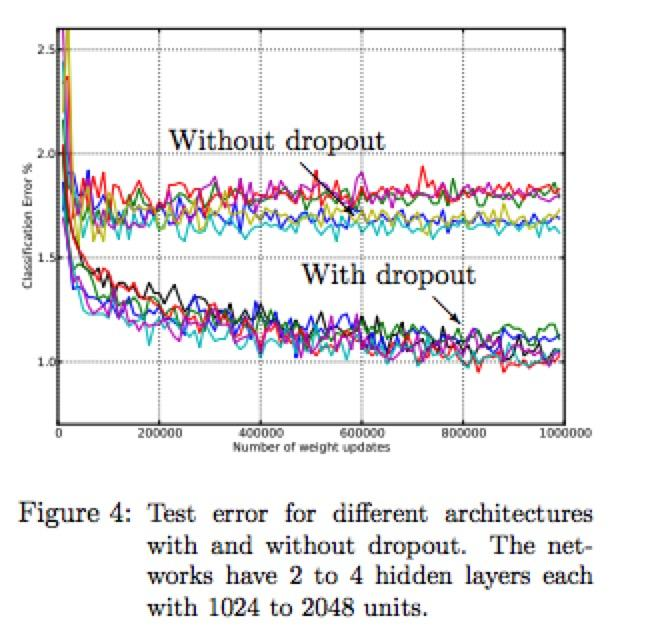 2.5
Without dropout
2.0
Classification Error %
1.5
With dropout
1.0
0 200000 400000 600000 800000 1000000
Number of weight updates
Figure 4: Test error for different architectures
with and without dropout. The net-
works have 2 to 4 hidden layers each
with 1024 to 2048 units.